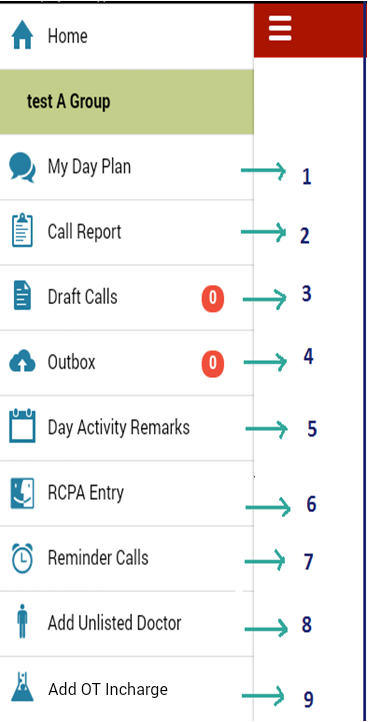 Home
test A Group
My Day Plan 1
Call Report 2
Draft Calls 0 3
Outbox 0 4
Day Activity Remarks 5
RCPA Entry 6
Reminder Calls 7
Add Unlisted Doctor 8
Add OT Incharge 9